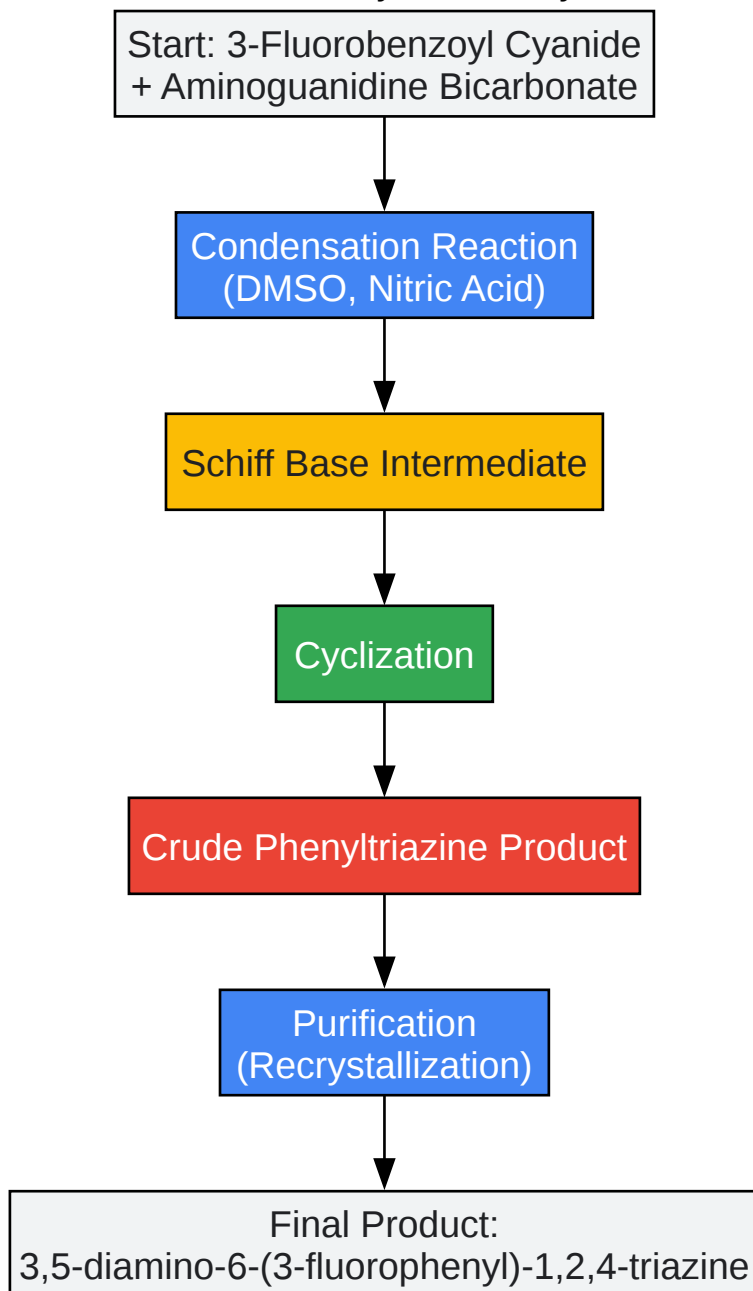 Start: 3-Fluorobenzoyl Cyanide
+ Aminoguanidine Bicarbonate
Condensation Reaction
(DMSO, Nitric Acid)
Schiff Base Intermediate
Cyclization
Crude Phenyltriazine Product
Purification
(Recrystallization)
Final Product:
3,5-diamino-6-(3-fluorophenyl)-1,2,4-triazine